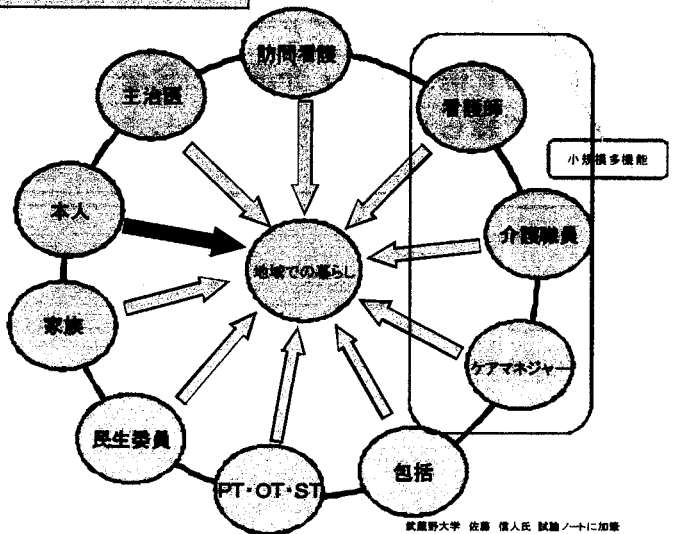 訪問看護
主治医
看護師
小規模多機能
本人
介護職員
地域での暮らし
家族
ケアマネジャー
民生委員
包括
PT・OT・ST
武蔵野大学 佐藤 信人氏 試論ノートに加筆